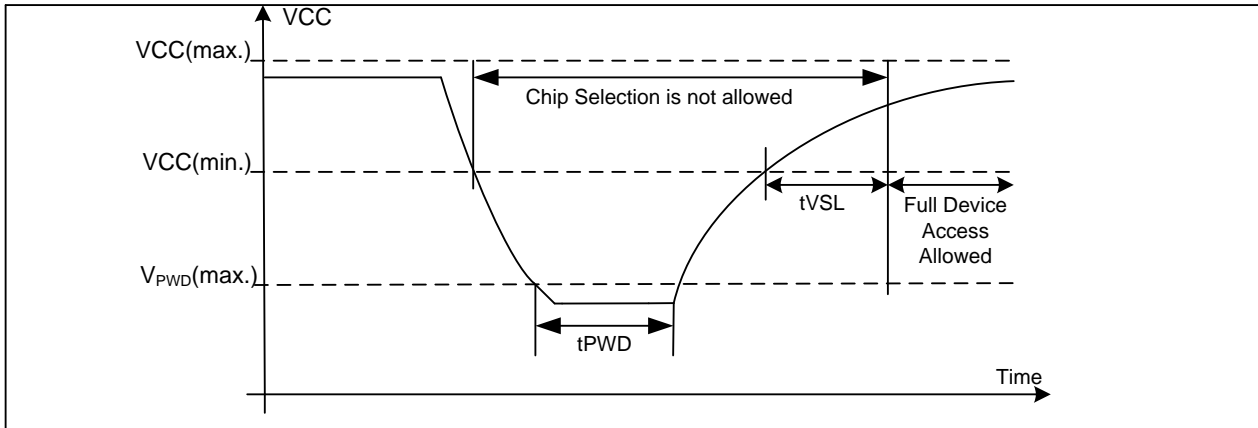 VCC
VCC(max.)
Chip Selection is not allowed
VCC(min.)
tVSL
Full Device
Access
Allowed
VPWD(max.)
tPWD
Time